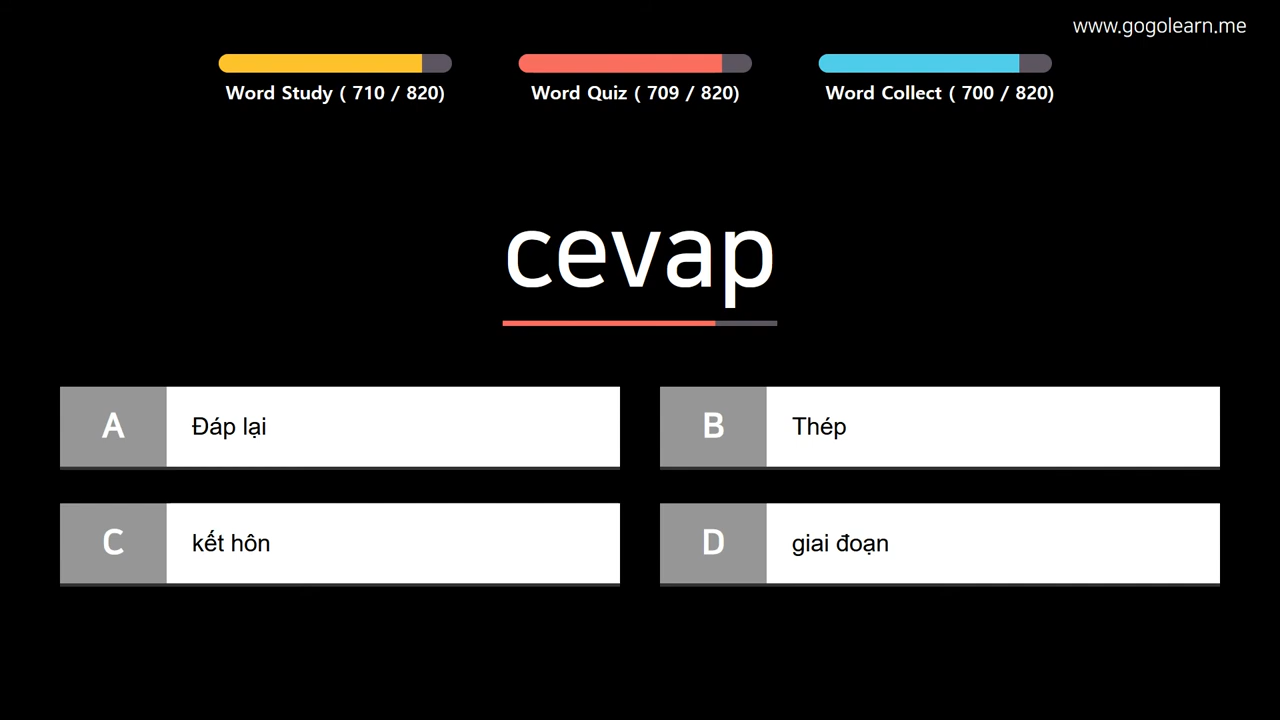 www.gogolearn.me
Word Study ( 710 / 820)
Word Quiz ( 709 / 820)
Word Collect ( 700 / 820)
cevap
A Đáp lại
B Thép
C kết hôn
D giai đoạn